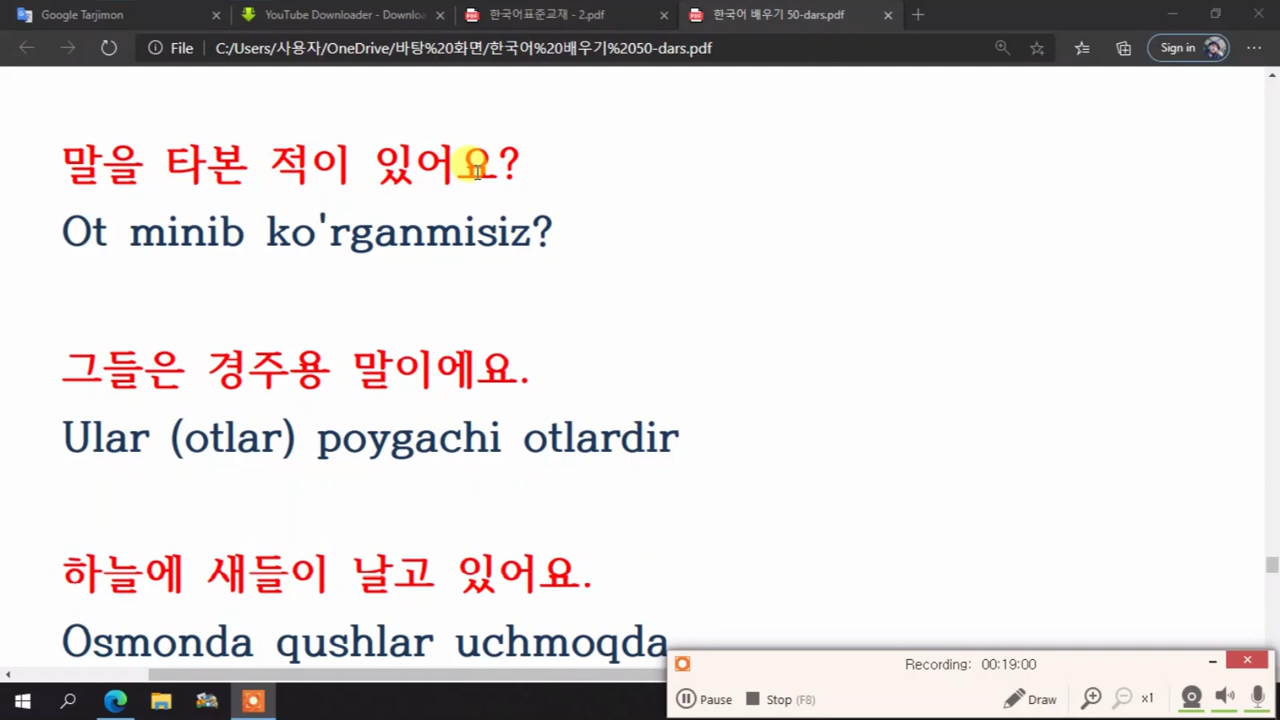 Google Tarjimon
YouTube Downloader - Downloa
한국어표준교재 - 2.pdf
한국어 배우기 50-dars.pdf
File
C:/Users/사용자/OneDrive/바탕%20화면/한국어%20배우기%2050-dars.pdf
Sign in
말을 타본 적이 있어요?
Ot minib ko'rganmisiz?
그들은 경주용 말이에요.
Ular (otlar) poygachi otlardir
하늘에 새들이 날고 있어요.
Osmonda qushlar uchmoqda
Recording: 00:19:00
Pause
Stop (F8)
Draw
x1